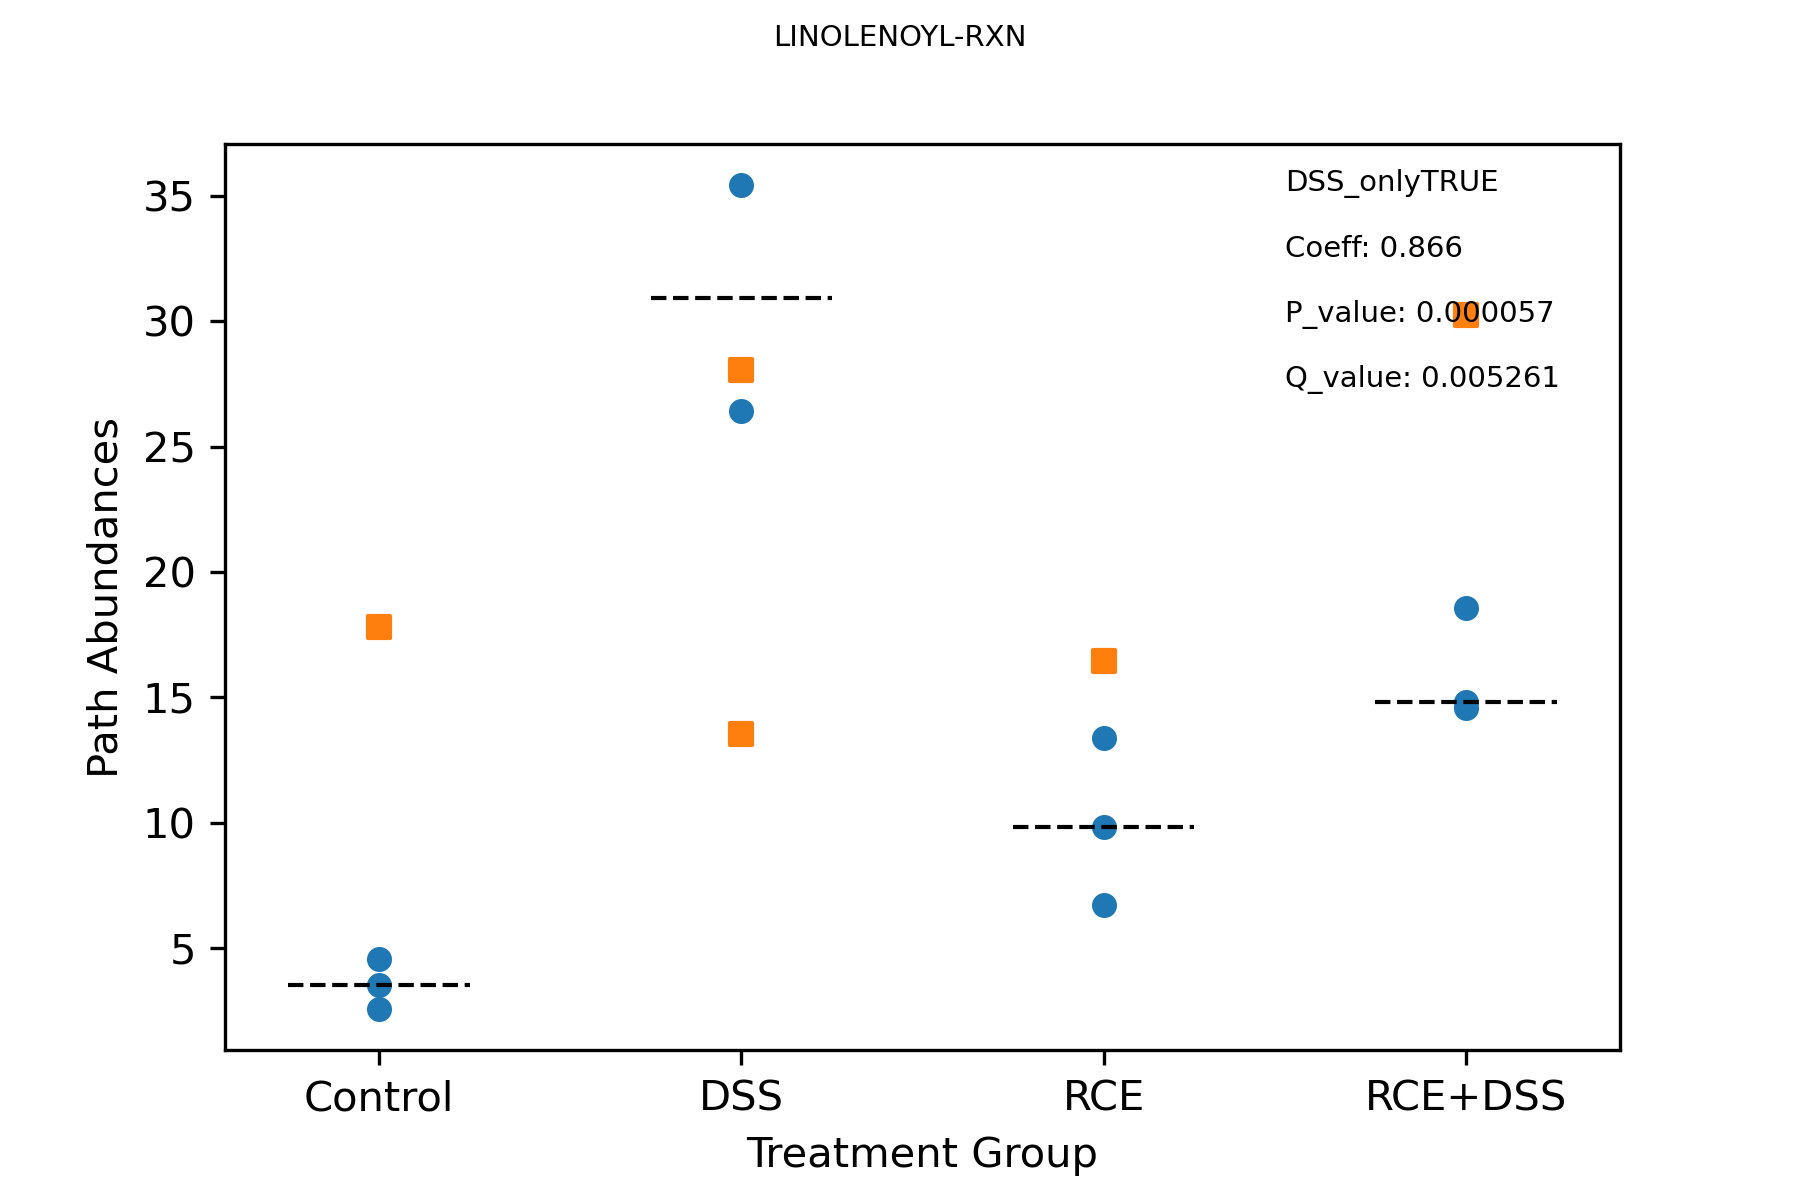 LINOLENOYL-RXN
DSS_onlyTRUE
Coeff: 0.866
P_value: 0.000057
Q_value: 0.005261
35
30
25
20
15
10
5
Path Abundances
Control
DSS
RCE
RCE+DSS
Treatment Group